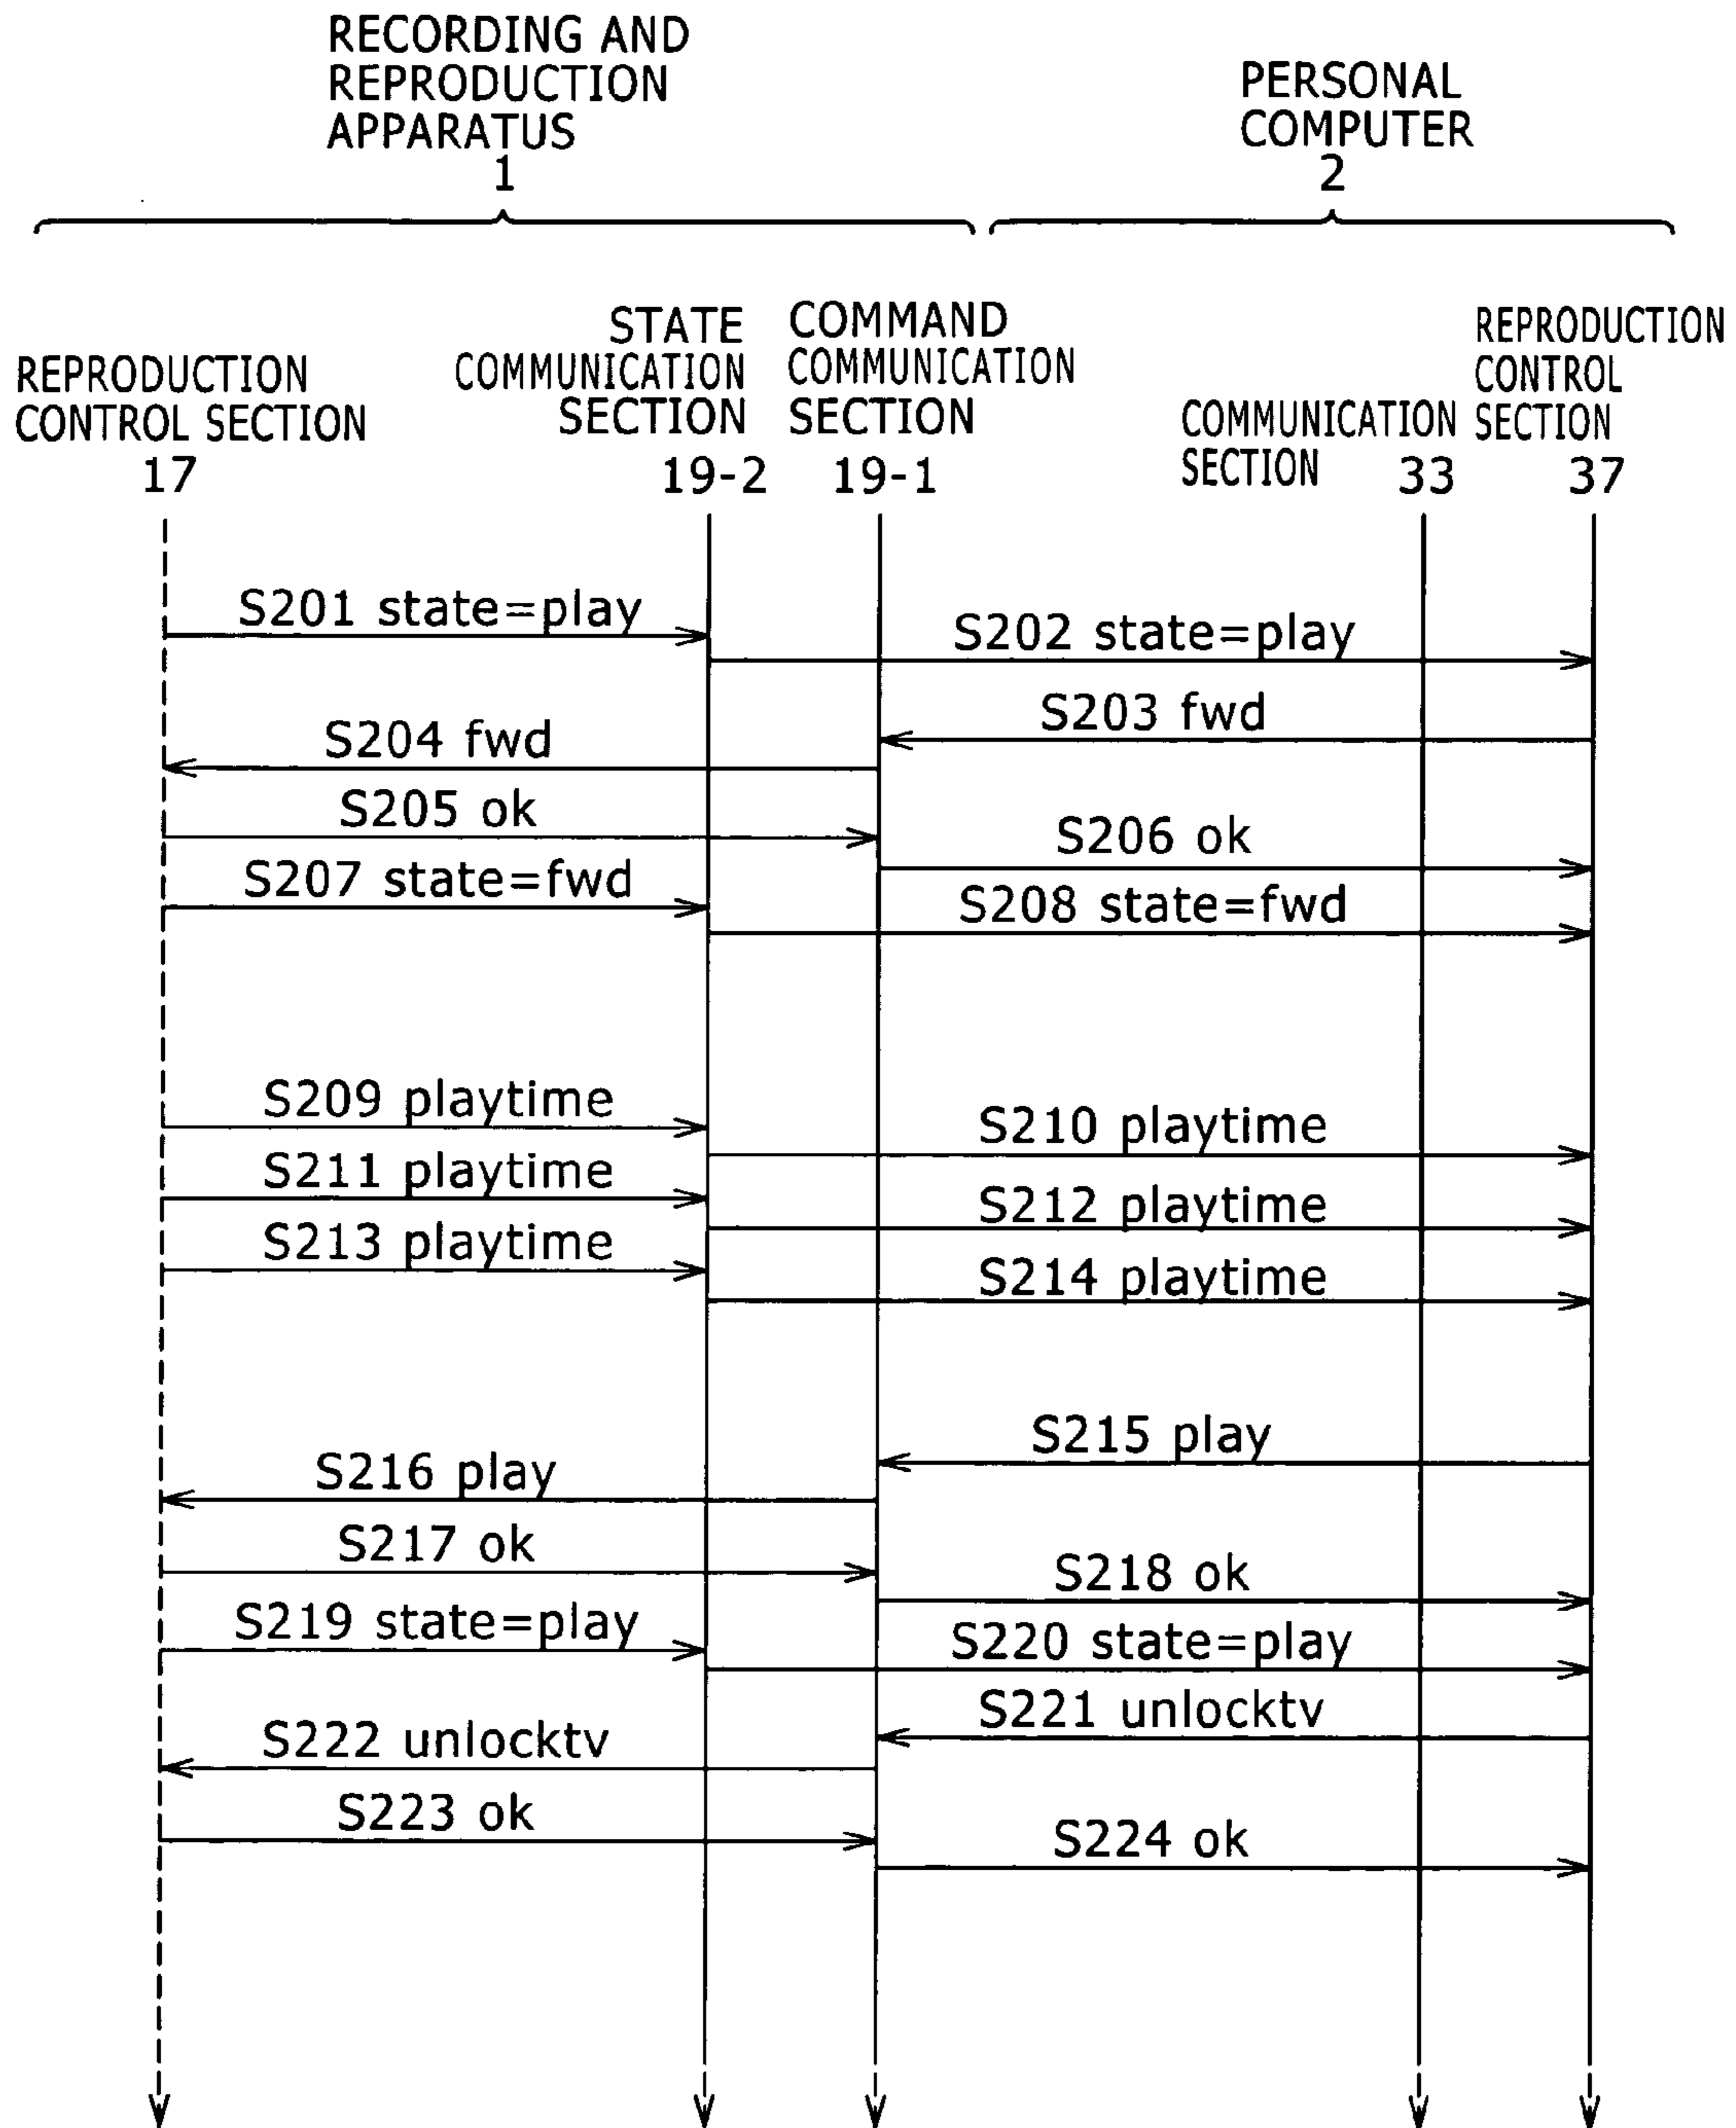 RECORDING AND
REPRODUCTION
APPARATUS
1
PERSONAL
COMPUTER
2
REPRODUCTION
CONTROL SECTION
17
STATE
COMMUNICATION
SECTION
19-2
COMMAND
COMMUNICATION
SECTION
19-1
COMMUNICATION
SECTION
33
REPRODUCTION
CONTROL
SECTION
37
S201 state=play
S202 state=play
S203 fwd
S204 fwd
S205 ok
S206 ok
S207 state=fwd
S208 state=fwd
S209 playtime
S210 playtime
S211 playtime
S212 playtime
S213 playtime
S214 playtime
S215 play
S216 play
S217 ok
S218 ok
S219 state=play
S220 state=play
S221 unlocktv
S222 unlocktv
S223 ok
S224 ok